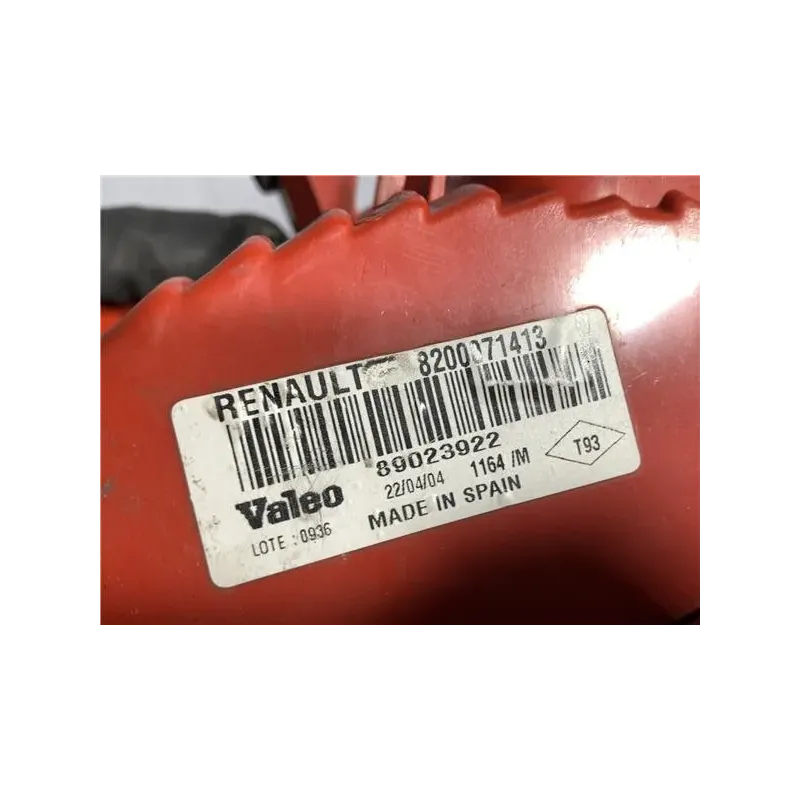 RENAULT 8200071413
89023922
Valeo 22/04/04 1164 /M T93
LOTE : 0936 MADE IN SPAIN